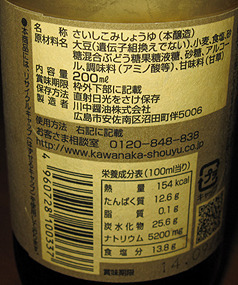 名称 さいしこみしょうゆ(本醸造)
原材料名 大豆(遺伝子組換えでない)、小麦、食塩、砂
糖混合ぶどう糖果糖液糖、砂糖、アルコー
ル、調味料(アミノ酸等)、甘味料(甘草)
内容量 200ml
賞味期限 枠外下部に記載
保存方法 直射日光をさけ保存
製造者 川中醤油株式会社
広島市安佐南区沼田町伴5006
使用方法 右記に記載
お客さま相談室 0120-848-838
http://www.kawanaka-shouyu.co.jp
栄養成分表(100ml当り)
熱量 154 kcal
たんぱく質 12.6 g
脂質 0.1 g
炭水化物 25.6 g
ナトリウム 5200 mg
食塩分 13.8 g
賞味期限